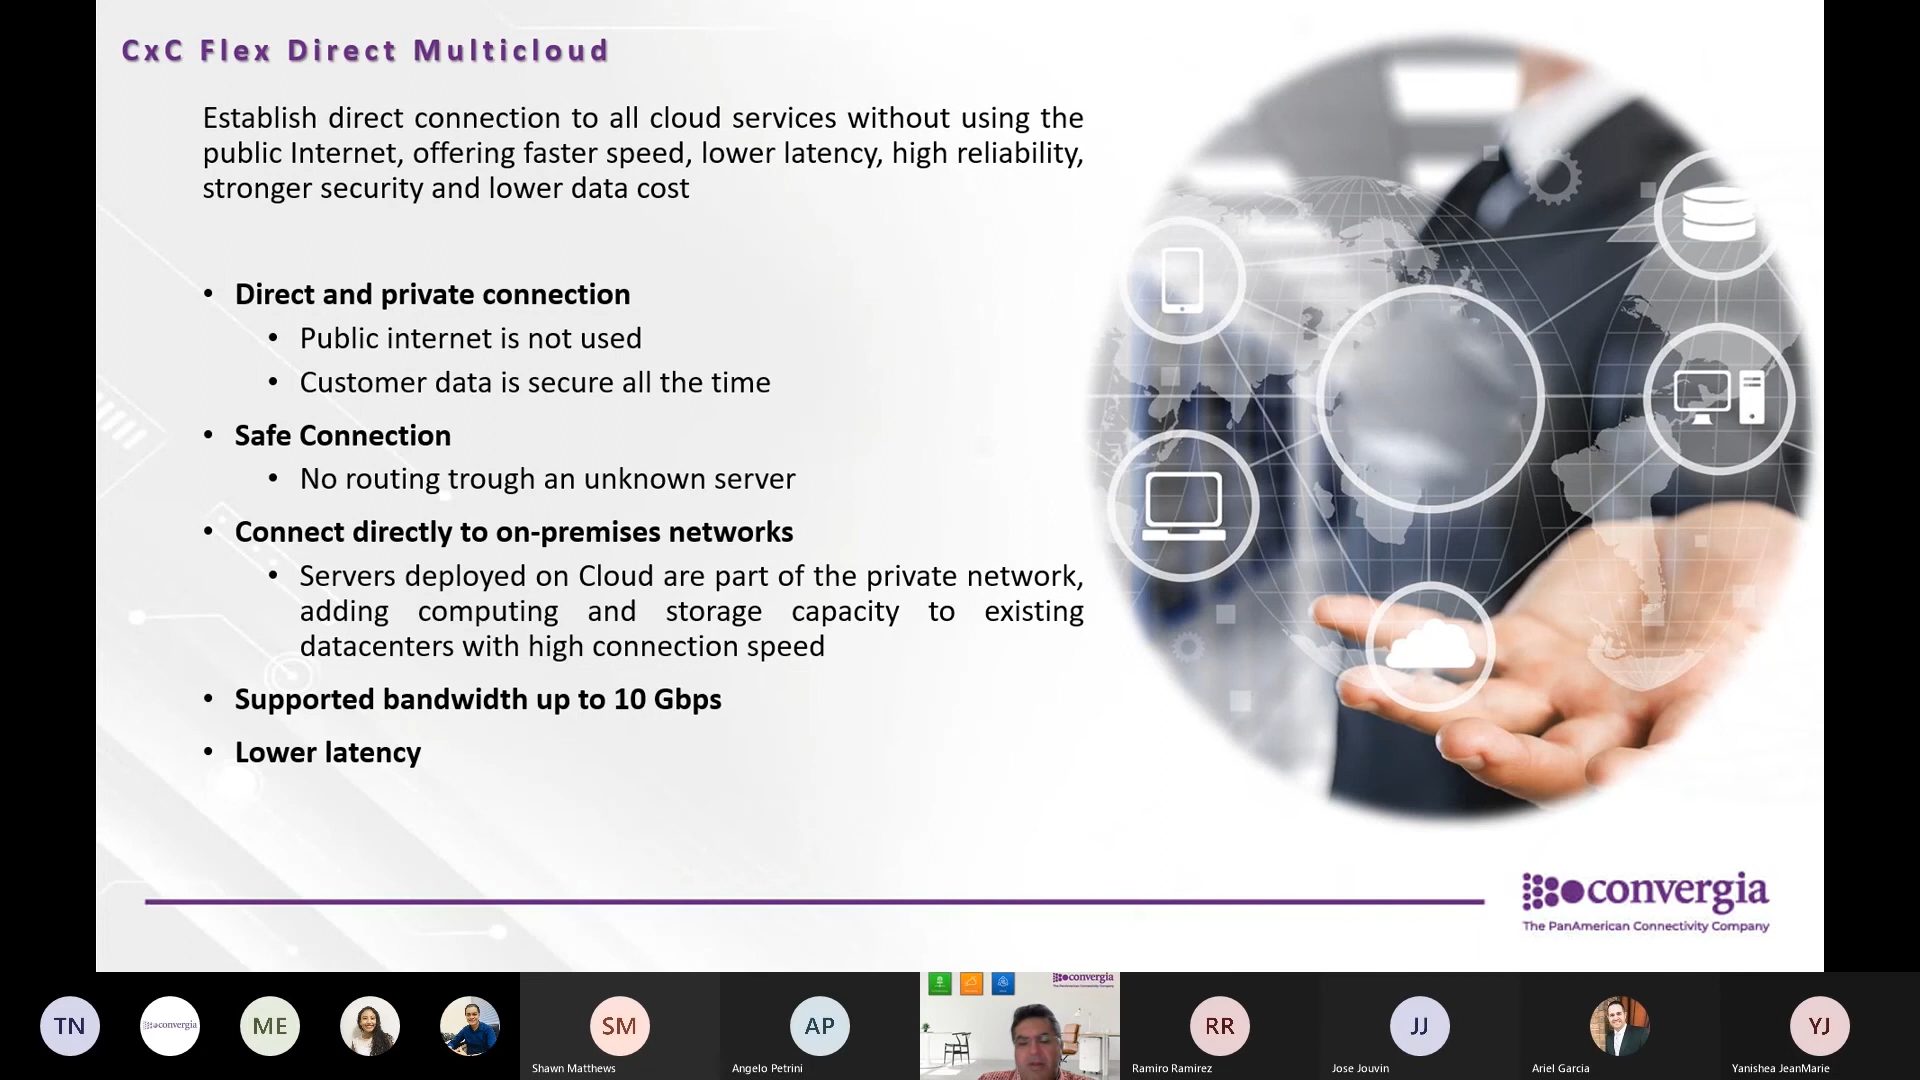 CxC Flex Direct Multicloud
Establish direct connection to all cloud services without using the
public Internet, offering faster speed, lower latency, high reliability,
stronger security and lower data cost
• Direct and private connection
• Public internet is not used
• Customer data is secure all the time
• Safe Connection
• No routing trough an unknown server
• Connect directly to on-premises networks
• Servers deployed on Cloud are part of the private network,
adding computing and storage capacity to existing
datacenters with high connection speed
• Supported bandwidth up to 10 Gbps
• Lower latency
convergia
The PanAmerican Connectivity Company
TN
convergia
ME
SM
Shawn Matthews
AP
Angelo Petrini
convergia
RR
Ramiro Ramirez
JJ
Jose Jouvin
Ariel Garcia
YJ
Yanishea JeanMarie